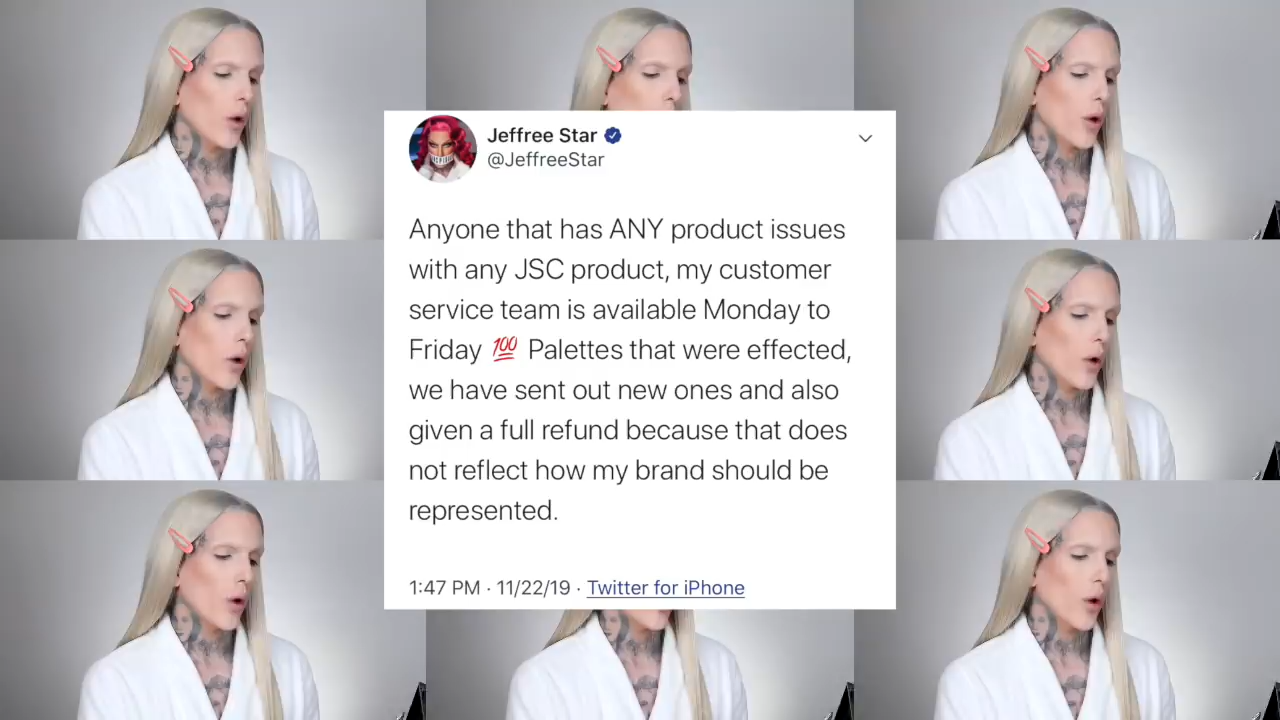 Jeffree Star
@JeffreeStar
Anyone that has ANY product issues
with any JSC product, my customer
service team is available Monday to
Friday 💯 Palettes that were effected,
we have sent out new ones and also
given a full refund because that does
not reflect how my brand should be
represented.
1:47 PM · 11/22/19 · Twitter for iPhone